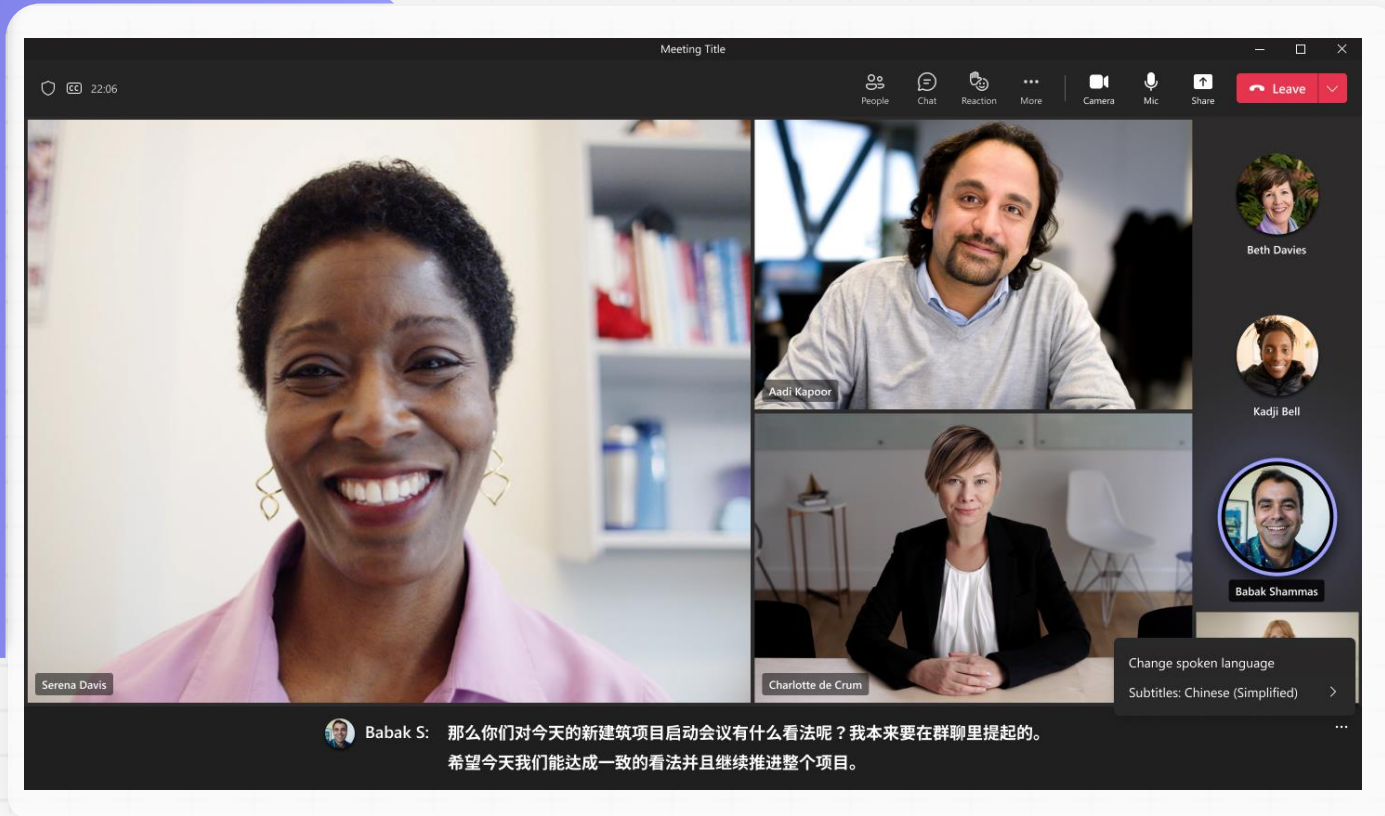 Meeting Title
CC 22:06
People Chat Reaction More Camera Mic Share Leave
Beth Davies
Aadi Kapoor
Kadji Bell
Babak Shammas
Serena Davis
Charlotte de Crum
Change spoken language
Subtitles: Chinese (Simplified)
Babak S: 那么你们对今天的新建筑项目启动会议有什么看法呢？我本来要在群聊里提起的。
希望今天我们能达成一致的看法并且继续推进整个项目。